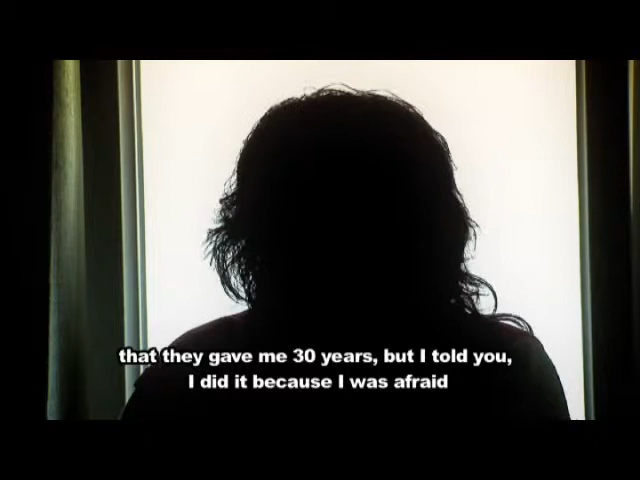 that they gave me 30 years, but I told you,
I did it because I was afraid